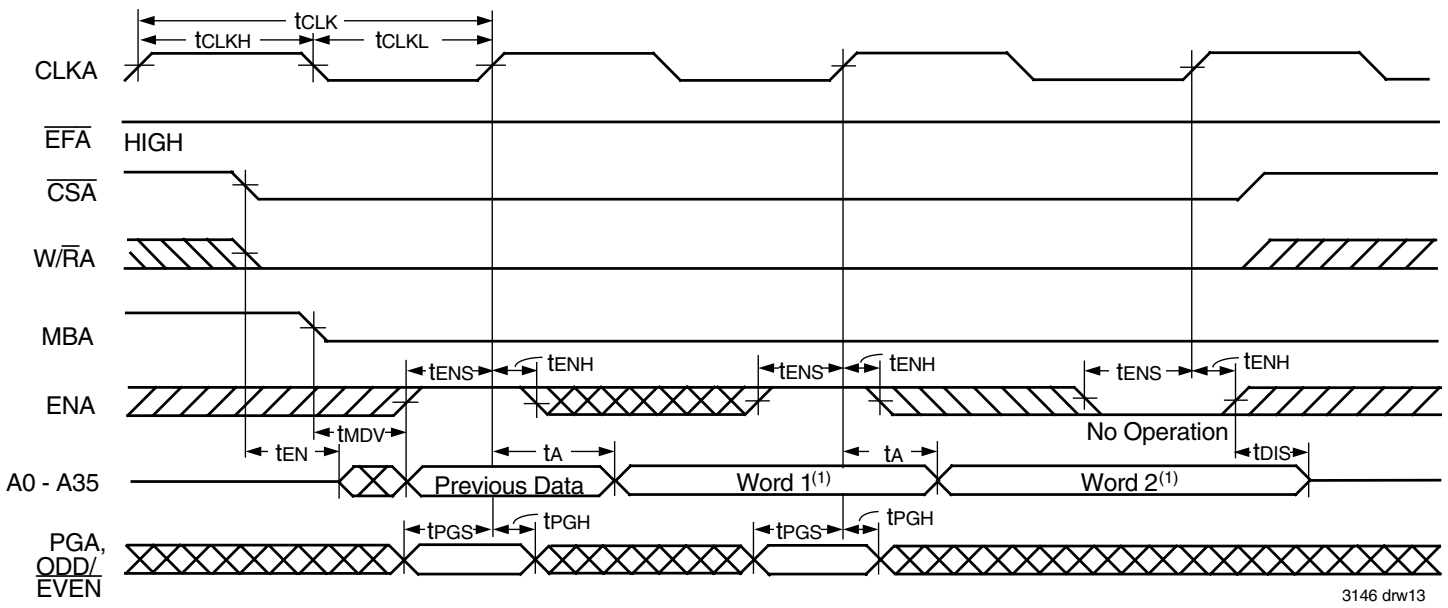 tCLK
tCLKH
tCLKL
CLKA
EFA
HIGH
CSA
W/RA
MBA
tENS
tENH
tENS
tENH
tENS
tENH
ENA
No Operation
tMDV
tEN
tA
tA
tDIS
A0 - A35
Previous Data
Word 1(1)
Word 2(1)
tPGS
tPGH
tPGS
tPGH
PGA,
ODD/
EVEN
3146 drw13